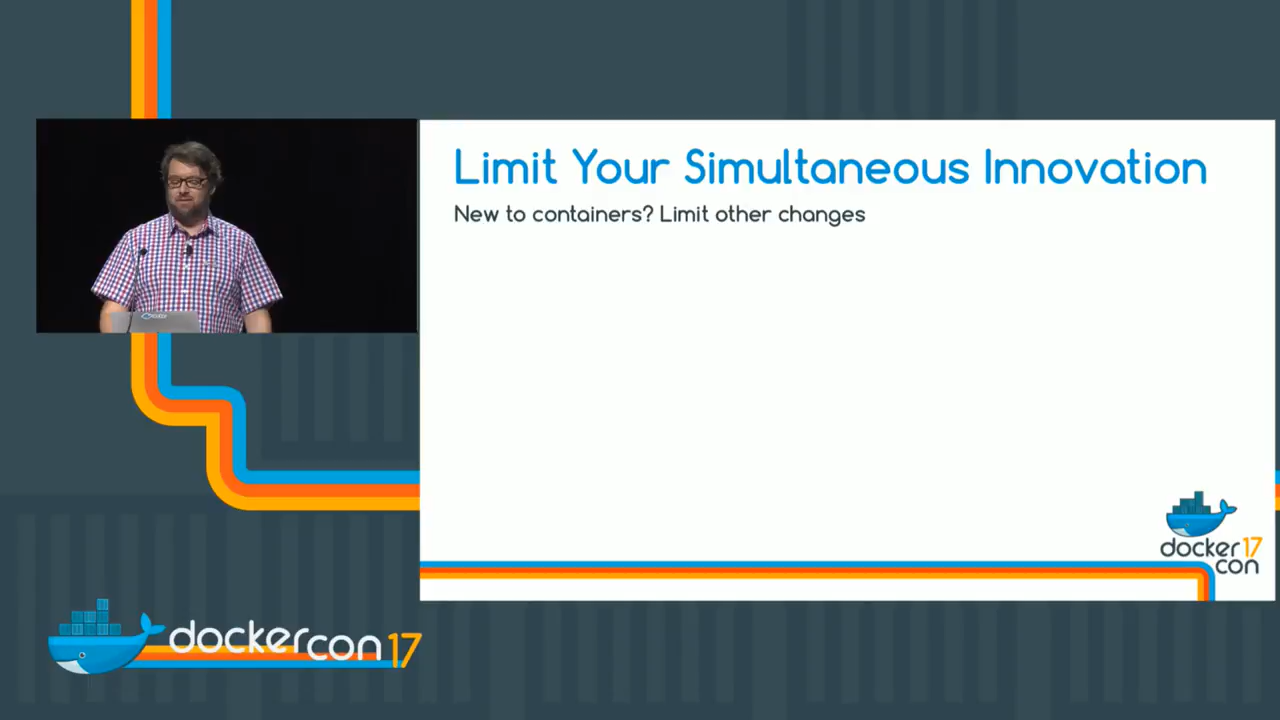 Limit Your Simultaneous Innovation
New to containers? Limit other changes
docker 17
con
dockercon 17